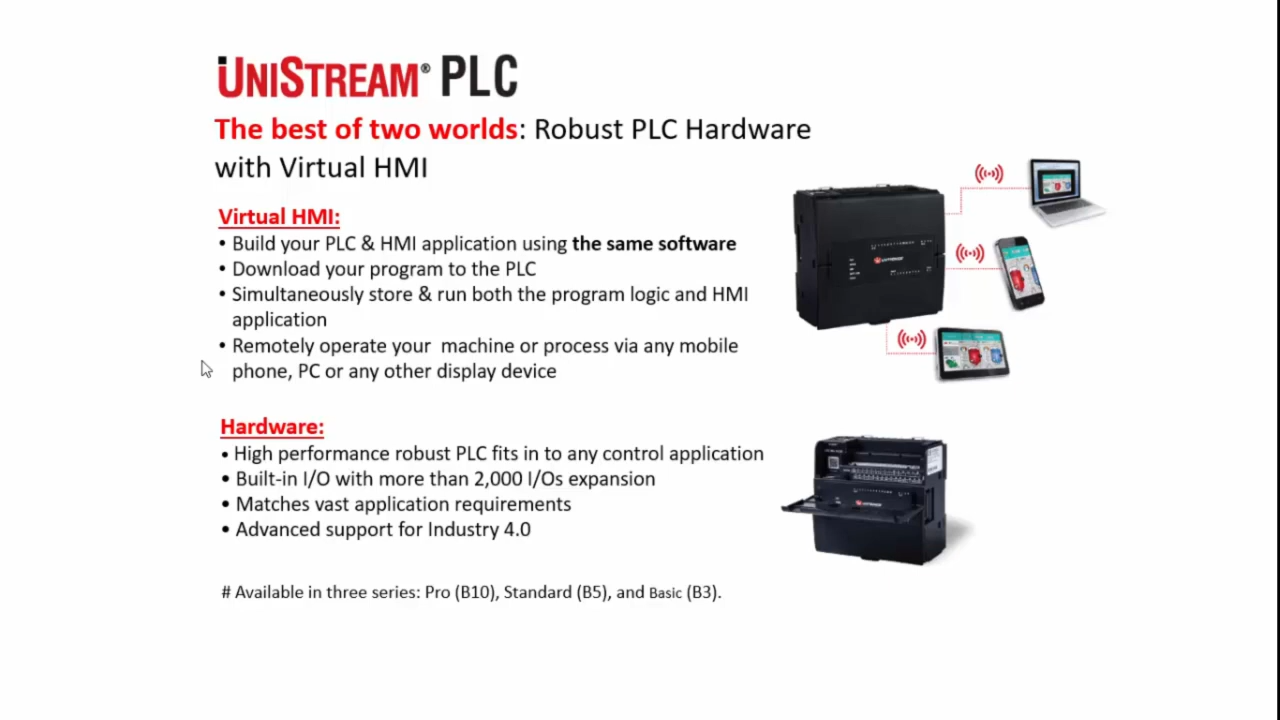 UNISTREAM® PLC
The best of two worlds: Robust PLC Hardware
with Virtual HMI
Virtual HMI:
• Build your PLC & HMI application using the same software
• Download your program to the PLC
• Simultaneously store & run both the program logic and HMI
application
• Remotely operate your machine or process via any mobile
phone, PC or any other display device
Hardware:
• High performance robust PLC fits in to any control application
• Built-in I/O with more than 2,000 I/Os expansion
• Matches vast application requirements
• Advanced support for Industry 4.0
# Available in three series: Pro (B10), Standard (B5), and Basic (B3).